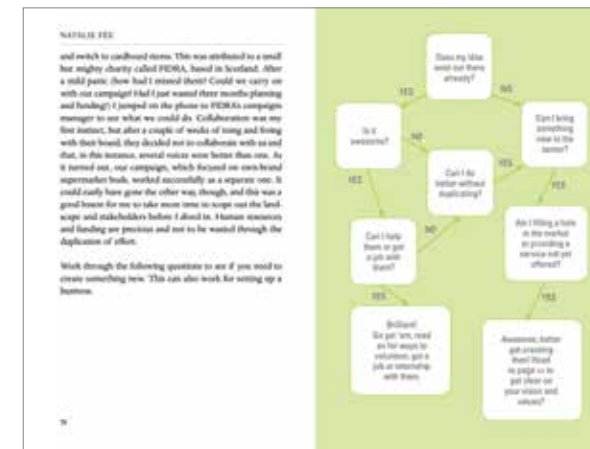 NATALIE FÉE
and switch to cardboard stems. This was attributed to a small
but mighty charity called FIDRA, based in Scotland. After
a mild panic (how had I missed them? Could we carry on
with our campaign? Had I just wasted three months planning
and funding?) I jumped on the phone to FIDRA's campaign
manager to see what we could do. Collaboration was my
first instinct, but after a couple of weeks of toing and froing
with their board, they decided not to collaborate with us and
that, in this instance, several voices were better than one. As
it turned out, our campaign, which focused on own-brand
supermarket buds, worked successfully as a separate one. It
could easily have gone the other way, though, and this was a
good lesson for me to take more time to scope out the land-
scape and stakeholders before I dived in. Human resources
and funding are precious and not to be wasted through the
duplication of effort.
Work through the following questions to see if you need to
create something new. This can also work for setting up a
business.
Does my idea
exist out there
already?
YES
NO
Is it
awesome?
NO
Can I bring
something
new to the
sector?
YES
Can I do
better without
duplicating?
YES
YES
Can I help
them or get
a job with
them?
NO
Am I filling a hole
in the market
or providing a
service not yet
offered?
YES
YES
Brilliant!
Go get 'em, read
on for ways to
volunteer, get a
job or internship
with them.
Awesome, better
get cracking
then! Read
to page to
get clear on
your vision and
values?